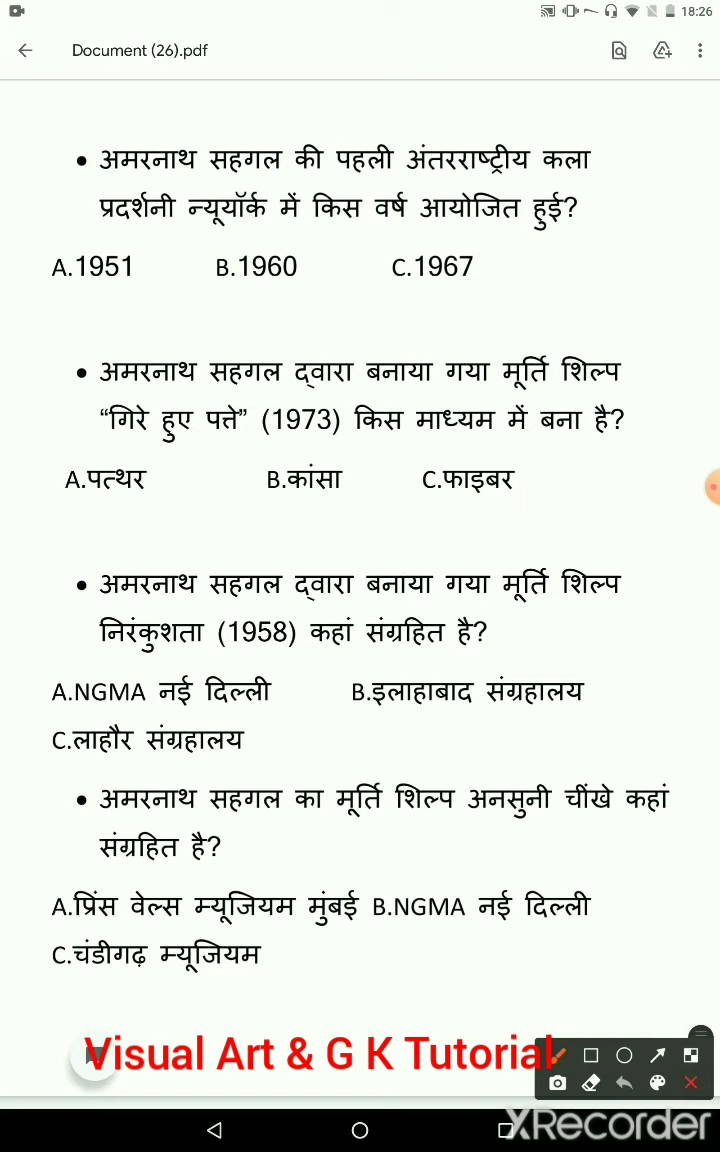 18:26
Document (26).pdf
• अमरनाथ सहगल की पहली अंतरराष्ट्रीय कला
प्रदर्शनी न्यूयॉर्क में किस वर्ष आयोजित हुई?
A.1951 B.1960 C.1967
• अमरनाथ सहगल द्वारा बनाया गया मूर्ति शिल्प
“गिरे हुए पत्ते” (1973) किस माध्यम में बना है?
A.पत्थर B.कांसा C.फाइबर
• अमरनाथ सहगल द्वारा बनाया गया मूर्ति शिल्प
निरंकुशता (1958) कहां संग्रहित है?
A.NGMA नई दिल्ली B.इलाहाबाद संग्रहालय
C.लाहौर संग्रहालय
• अमरनाथ सहगल का मूर्ति शिल्प अनसुनी चींखे कहां
संग्रहित है?
A.प्रिंस वेल्स म्यूजियम मुंबई B.NGMA नई दिल्ली
C.चंडीगढ़ म्यूजियम
Visual Art & G K Tutorial
XRecorder